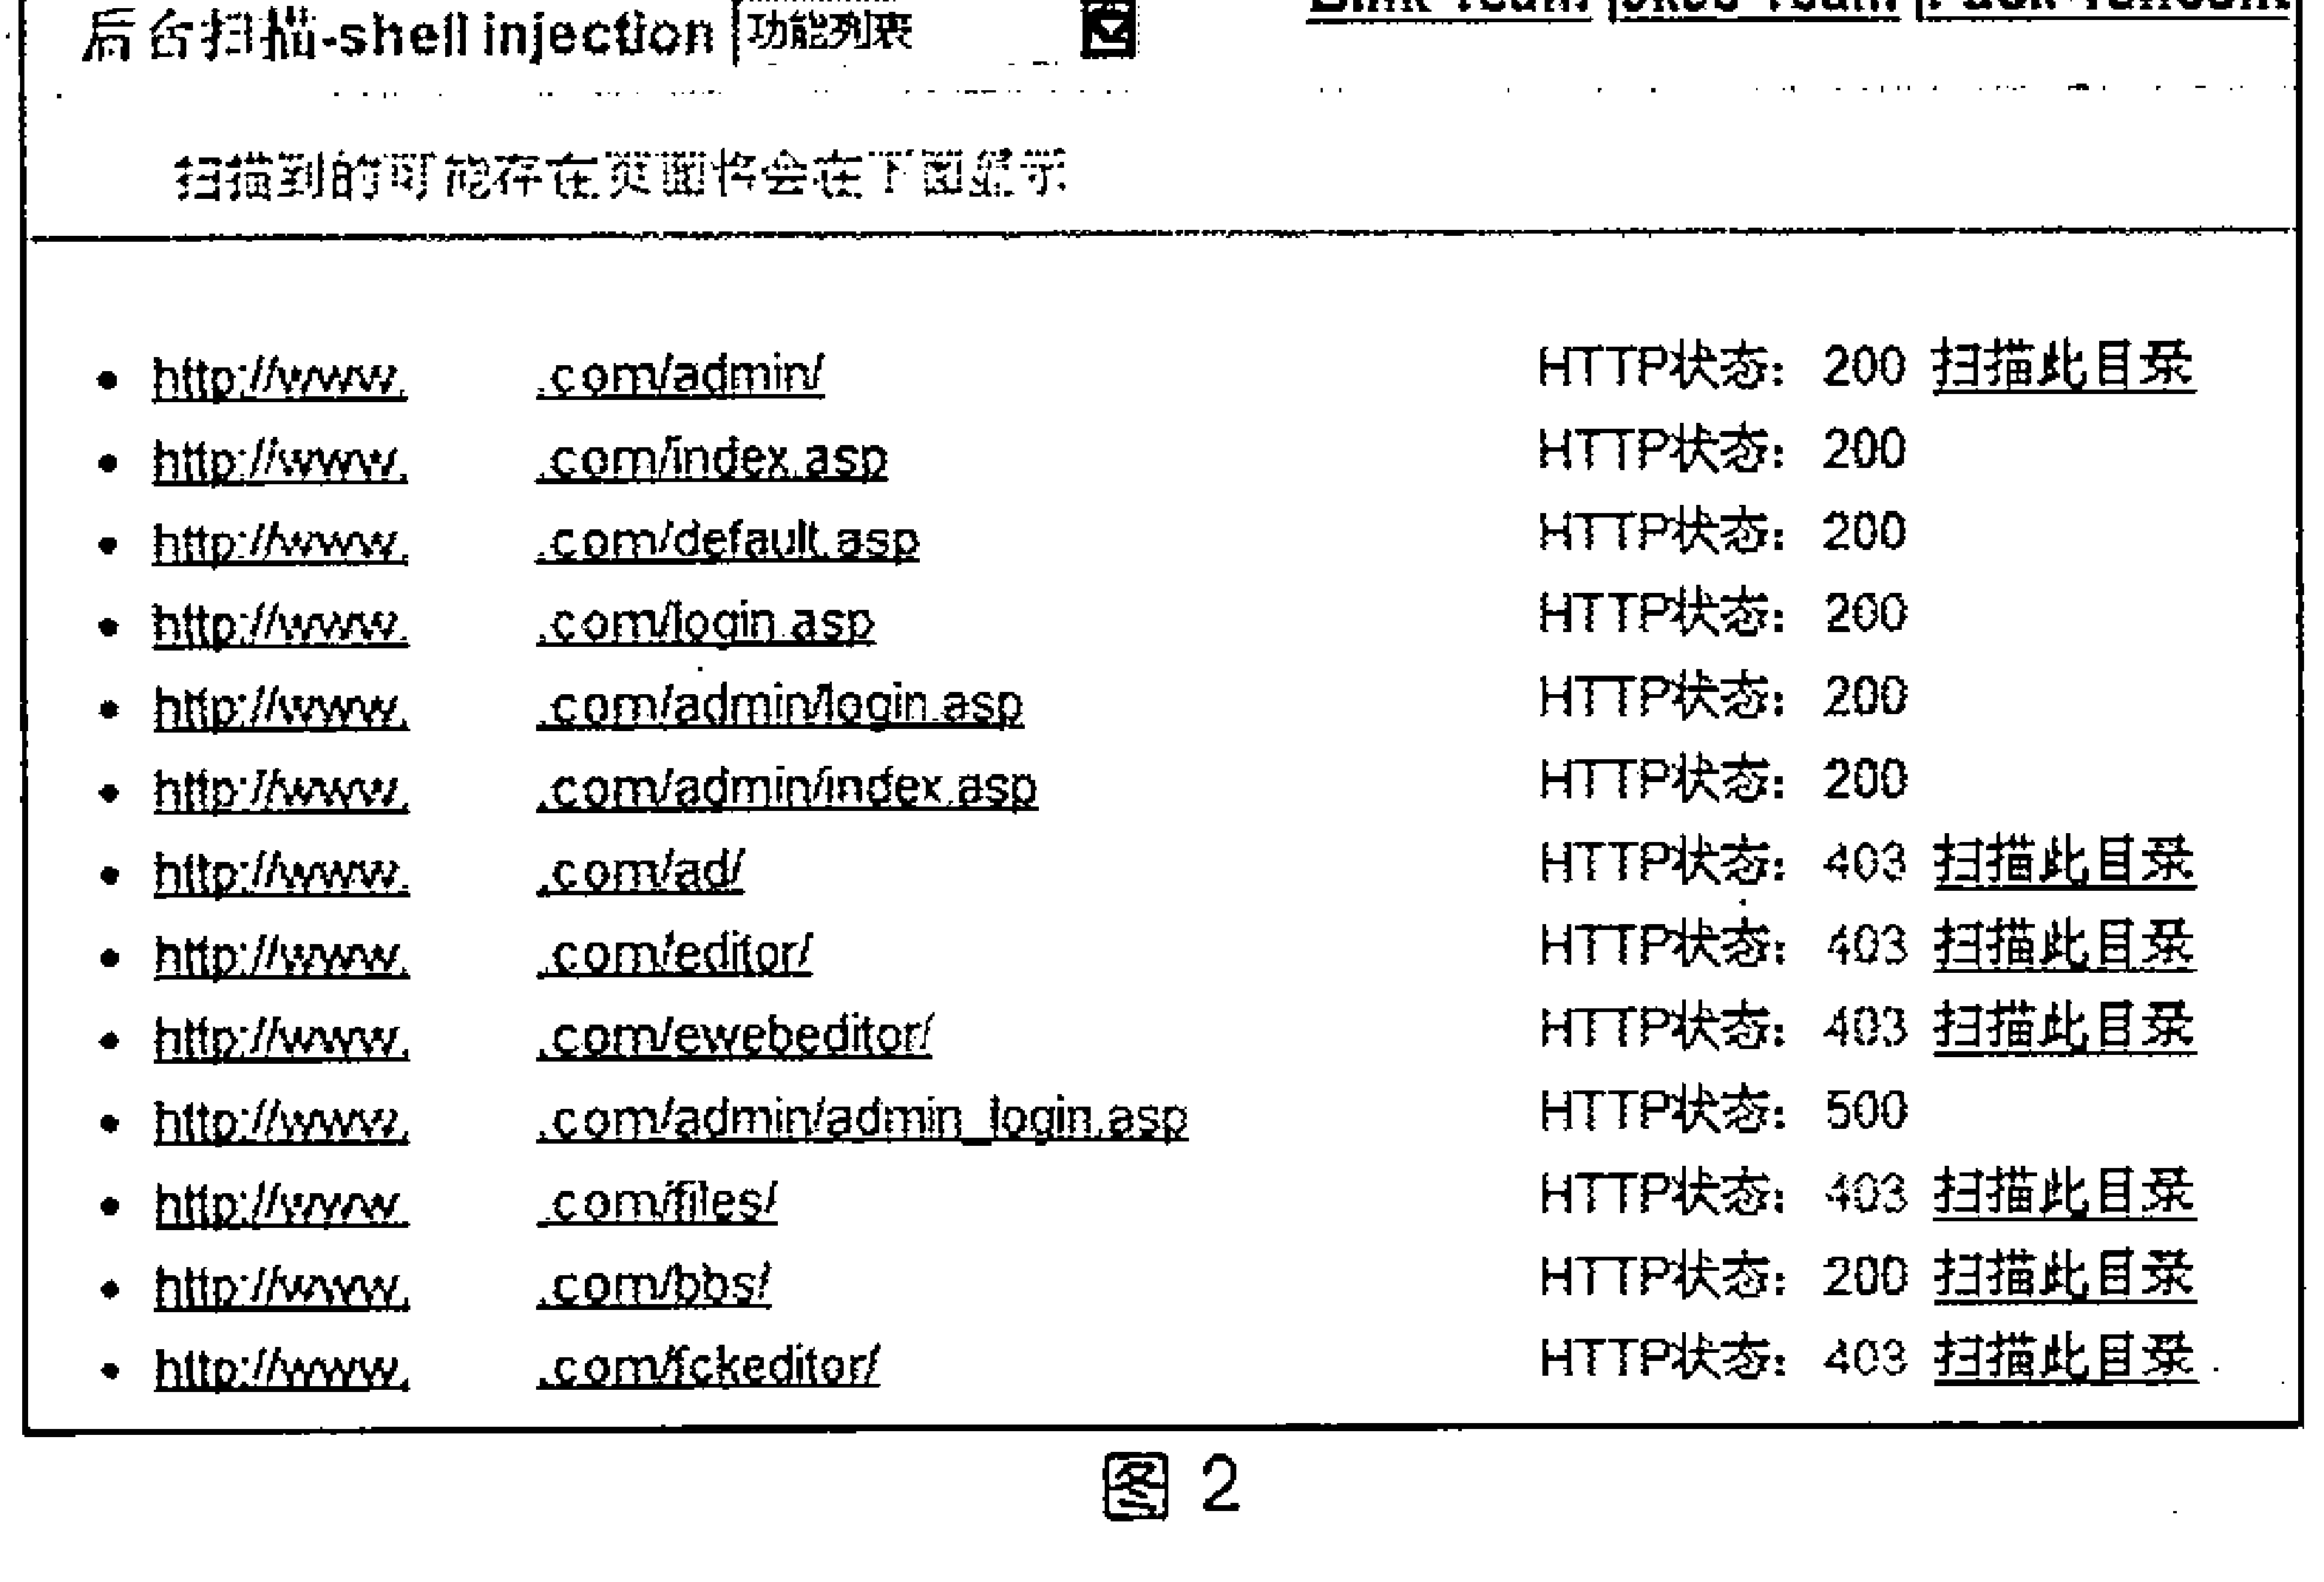 后台扫描-shell injection 功能列表
扫描到的可能存在页面将会在下面显示
http://www. .com/admin/ HTTP状态: 200 扫描此目录
http://www. .com/index.asp HTTP状态: 200
http://www. .com/default.asp HTTP状态: 200
http://www. .com/login.asp HTTP状态: 200
http://www. .com/admin/login.asp HTTP状态: 200
http://www. .com/admin/index.asp HTTP状态: 200
http://www. .com/ad/ HTTP状态: 403 扫描此目录
http://www. .com/editor/ HTTP状态: 403 扫描此目录
http://www. .com/ewebeditor/ HTTP状态: 403 扫描此目录
http://www. .com/admin/admin_login.asp HTTP状态: 500
http://www. .com/files/ HTTP状态: 403 扫描此目录
http://www. .com/bbs/ HTTP状态: 200 扫描此目录
http://www. .com/fckeditor/ HTTP状态: 403 扫描此目录
图 2